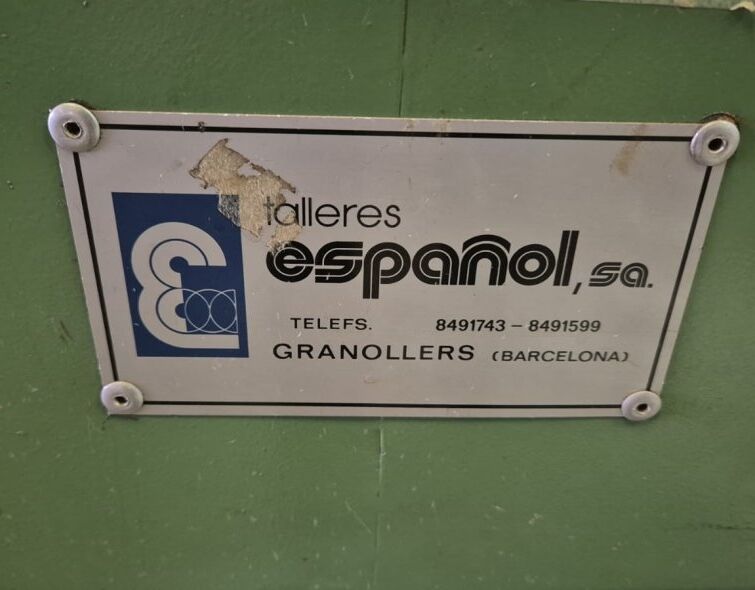 talleres
español, sa.
TELEFS. 8491743 - 8491599
GRANOLLERS (BARCELONA)